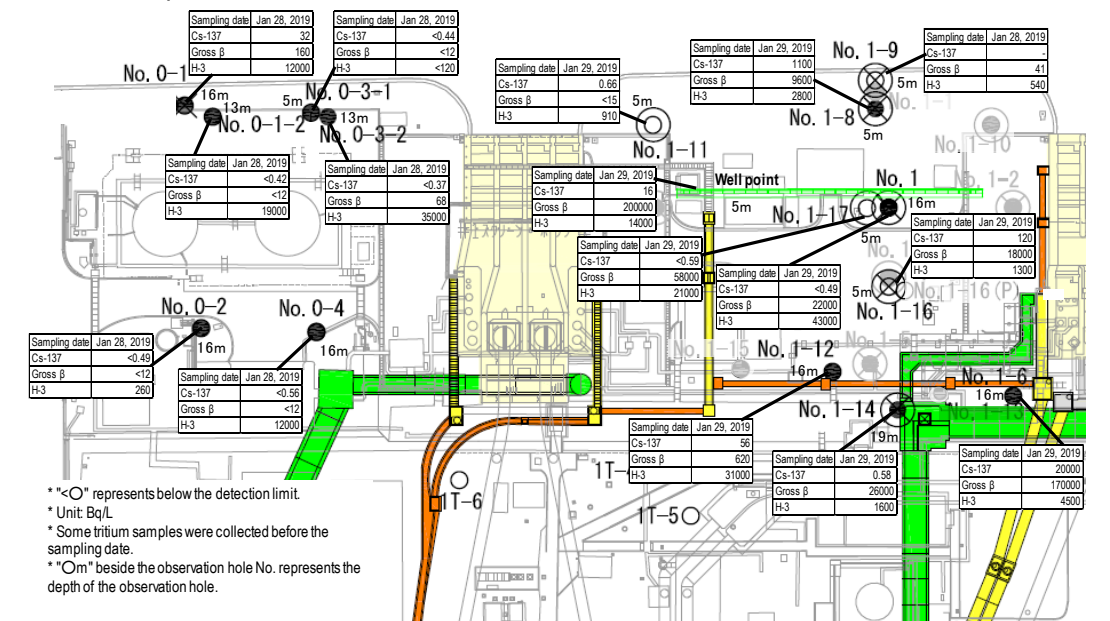 Sampling date Jan 28, 2019
Cs-137 32
Gross β 160
H-3 12000
Sampling date Jan 28, 2019
Cs-137 <0.44
Gross β <12
H-3 <120
Sampling date Jan 29, 2019
Cs-137 0.66
Gross β <15
H-3 910
Sampling date Jan 29, 2019
Cs-137 1100
Gross β 9600
H-3 2800
Sampling date Jan 28, 2019
Cs-137 -
Gross β 41
H-3 540
No. 0-1
16m
13m
No. 0-1-2
5m
No. 0-3-1
13m
No. 0-3-2
5m
No. 1-11
No. 1-9
5m
No. 1-8
5m
No. 1-10
Sampling date Jan 28, 2019
Cs-137 <0.42
Gross β <12
H-3 19000
Sampling date Jan 28, 2019
Cs-137 <0.37
Gross β 68
H-3 35000
Sampling date Jan 29, 2019
Cs-137 16
Gross β 200000
H-3 14000
Well point
5m
No. 1
16m
No. 1-17
5m
Sampling date Jan 29, 2019
Cs-137 <0.59
Gross β 58000
H-3 21000
Sampling date Jan 29, 2019
Cs-137 <0.49
Gross β 22000
H-3 43000
Sampling date Jan 29, 2019
Cs-137 120
Gross β 18000
H-3 1300
5m
No. 1-16
No. 1-16(P)
No. 0-2
16m
No. 0-4
16m
Sampling date Jan 28, 2019
Cs-137 <0.49
Gross β <12
H-3 260
Sampling date Jan 28, 2019
Cs-137 <0.56
Gross β <12
H-3 12000
No. 1-12
16m
No. 1-14
19m
No. 1-6
16m
No. 1-13
Sampling date Jan 29, 2019
Cs-137 56
Gross β 620
H-3 31000
Sampling date Jan 29, 2019
Cs-137 0.58
Gross β 26000
H-3 1600
Sampling date Jan 29, 2019
Cs-137 20000
Gross β 170000
H-3 4500
1T-6
1T-5
* "<O" represents below the detection limit.
* Unit: Bq/L
* Some tritium samples were collected before the
sampling date.
* "Om" beside the observation hole No. represents the
depth of the observation hole.